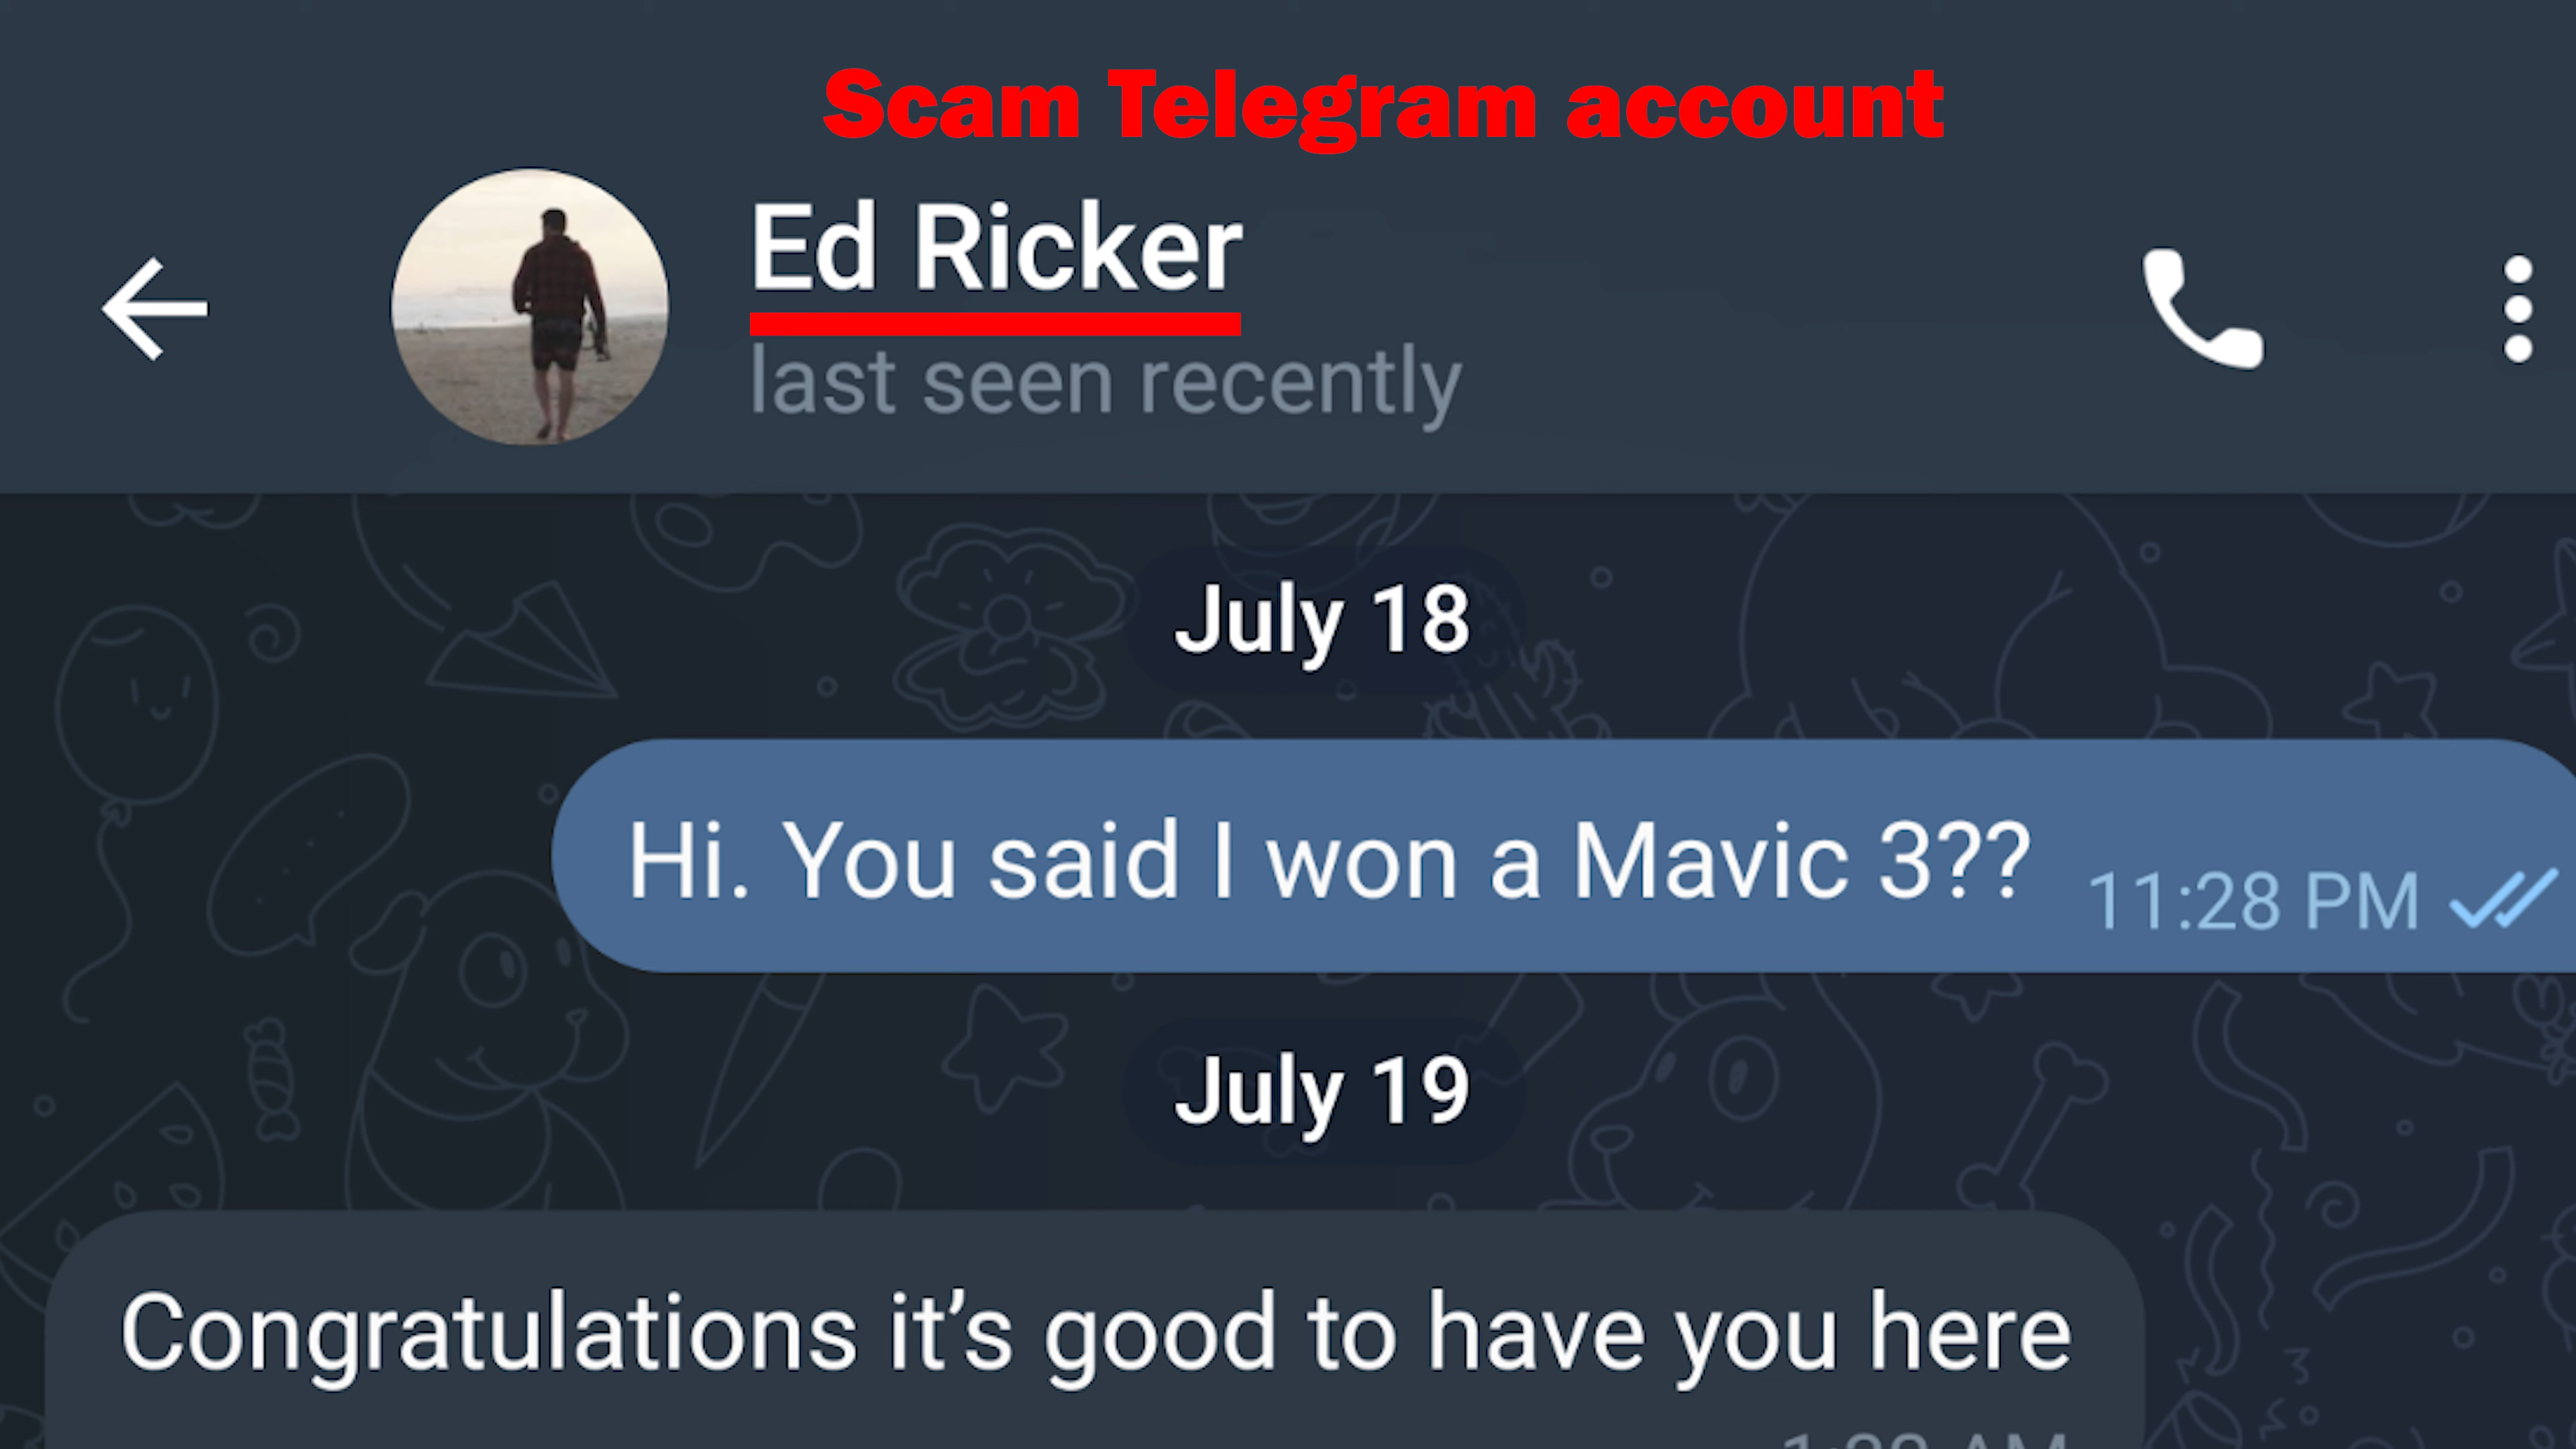 Scam Telegram account
Ed Ricker
last seen recently
July 18
Hi. You said I won a Mavic 3??
11:28 PM
July 19
Congratulations it’s good to have you here